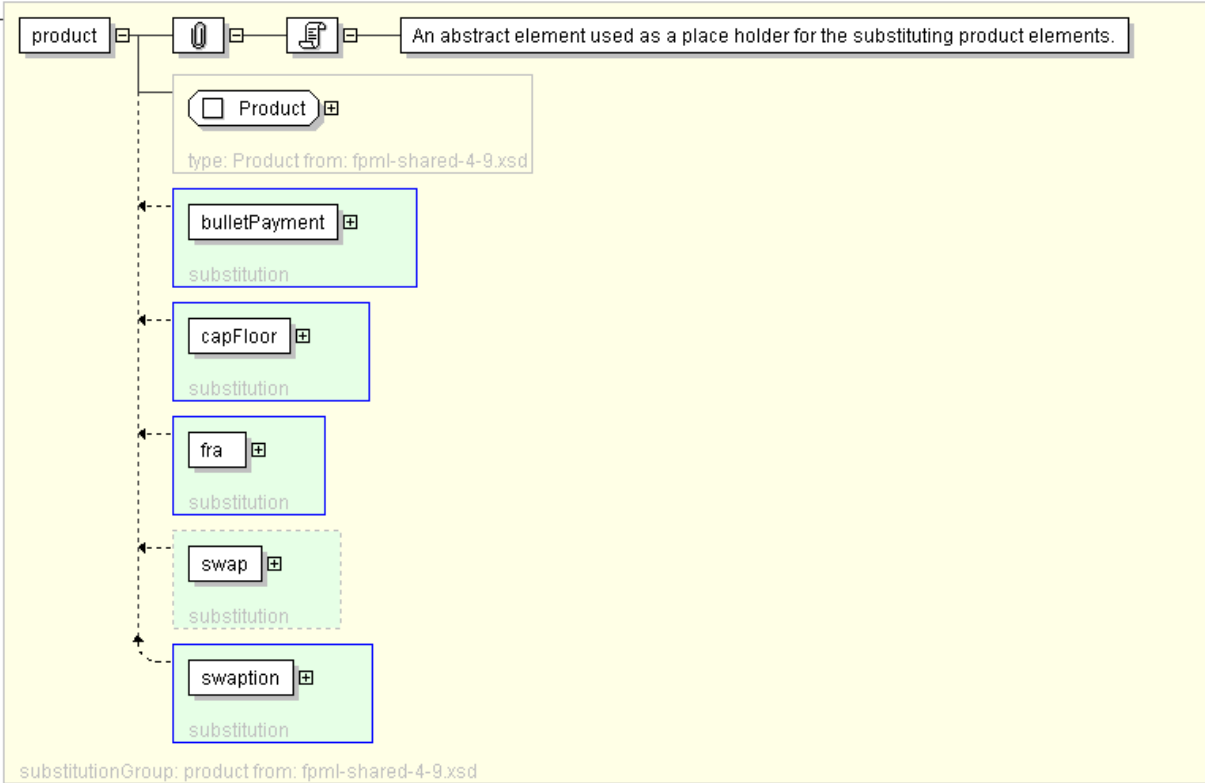 product
An abstract element used as a place holder for the substituting product elements.
Product
type: Product from: fpml-shared-4-9.xsd
bulletPayment
substitution
capFloor
substitution
fra
substitution
swap
substitution
swaption
substitution
substitutionGroup: product from: fpml-shared-4-9.xsd